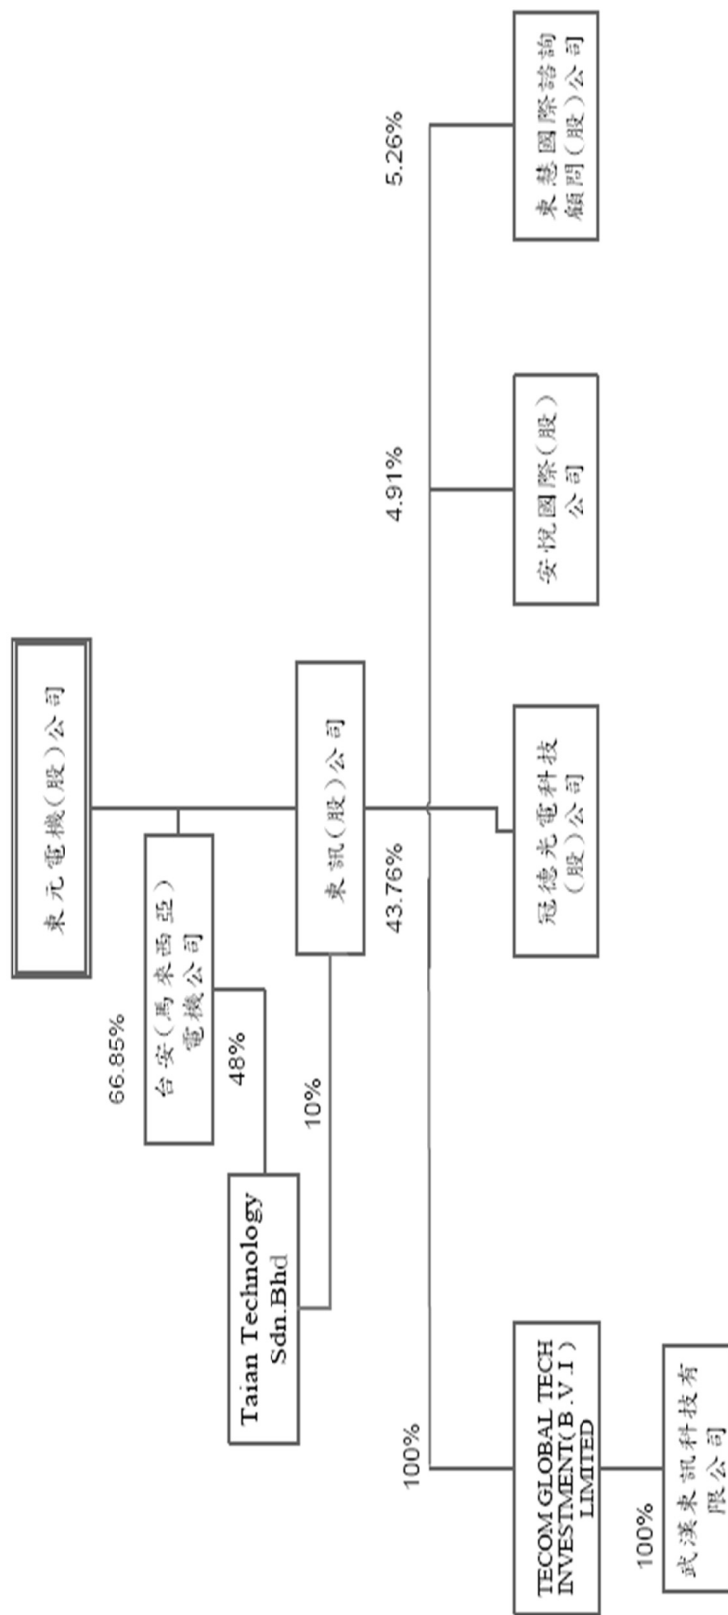 東元電機(股)公司
66.85%
台安(馬來西亞)
電機公司
48%
Taian Technology
Sdn.Bhd
10%
東訊(股)公司
100%
43.76%
4.91%
5.26%
TECOM GLOBAL TECH
INVESTMENT(B.V.I)
LIMITED
冠德光電科技
(股)公司
安悅國際(股)
公司
東慧國際諮詢
顧問(股)公司
100%
武漢東訊科技有
限公司